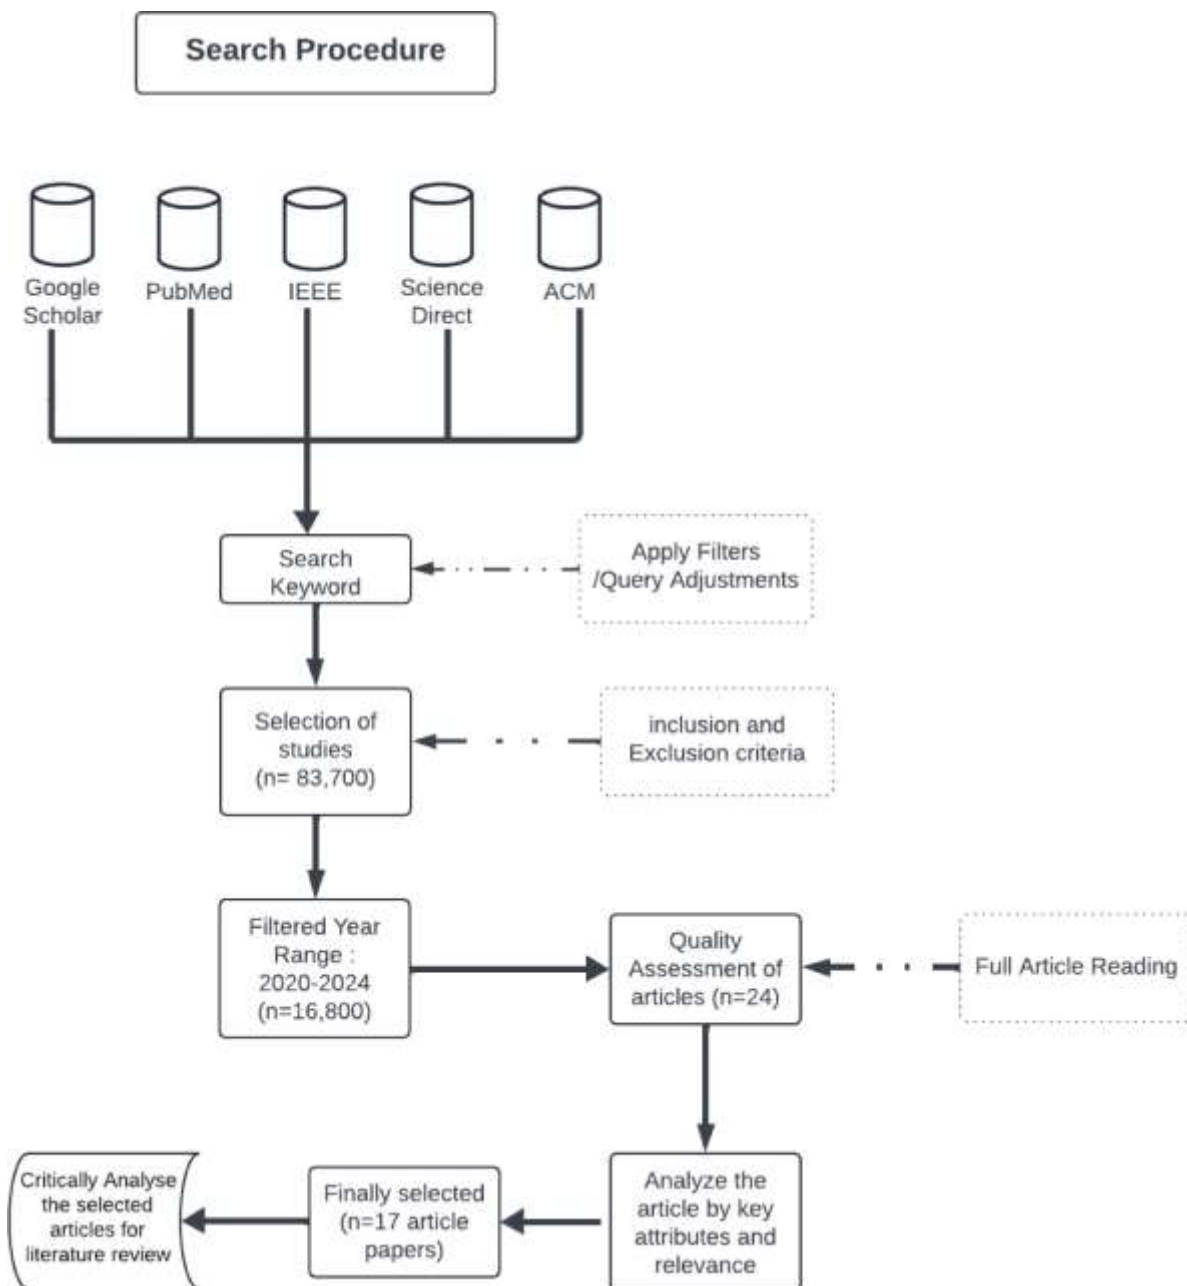 Search Procedure
Google
Scholar
PubMed
IEEE
Science
Direct
ACM
Search
Keyword
Apply Filters
/Query Adjustments
Selection of
studies
(n= 83,700)
inclusion and
Exclusion criteria
Filtered Year
Range :
2020-2024
(n=16,800)
Quality
Assessment of
articles (n=24)
Full Article Reading
Analyze the
article by key
attributes and
relevance
Finally selected
(n=17 article
papers)
Critically Analyse
the selected
articles for
literature review